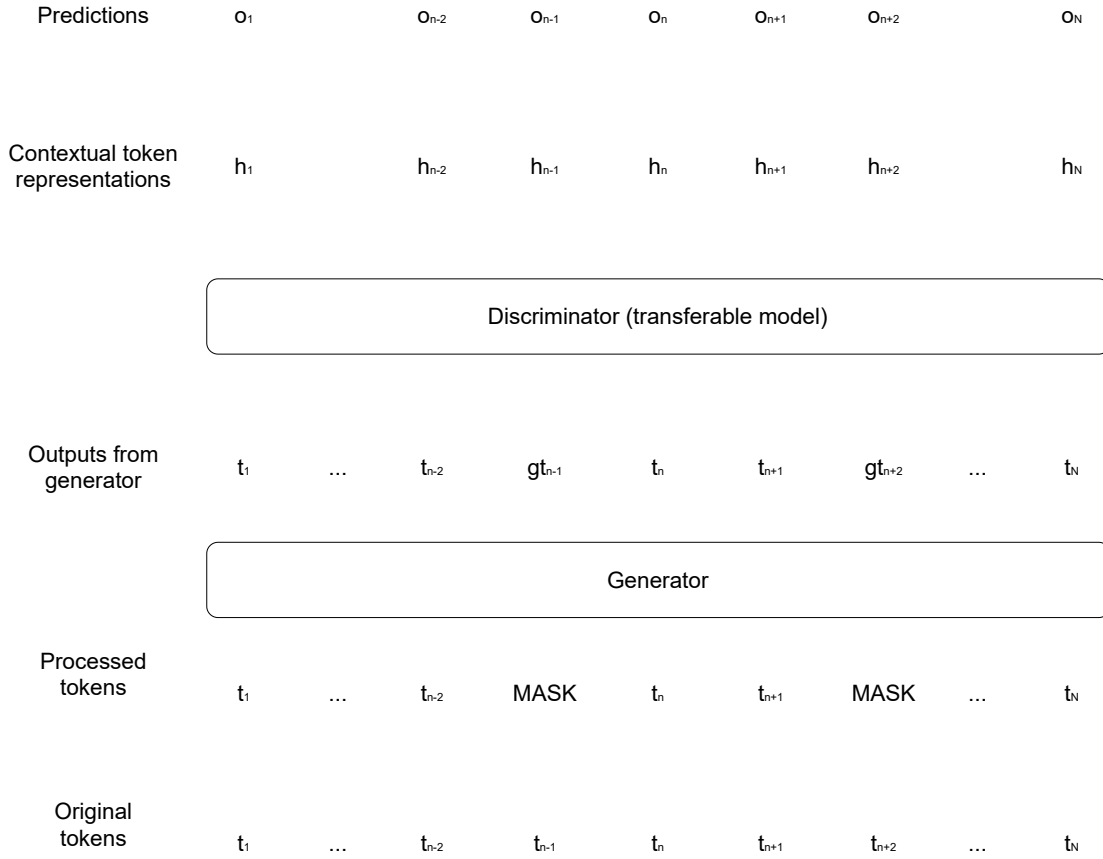 Predictions o₁ oₙ₋₂ oₙ₋₁ oₙ oₙ₊₁ oₙ₊₂ o_N
Contextual token
representations h₁ hₙ₋₂ hₙ₋₁ hₙ hₙ₊₁ hₙ₊₂ h_N
Discriminator (transferable model)
Outputs from
generator t₁ ... tₙ₋₂ gtₙ₋₁ tₙ tₙ₊₁ gtₙ₊₂ ... t_N
Generator
Processed
tokens t₁ ... tₙ₋₂ MASK tₙ tₙ₊₁ MASK ... t_N
Original
tokens t₁ ... tₙ₋₂ tₙ₋₁ tₙ tₙ₊₁ tₙ₊₂ ... t_N